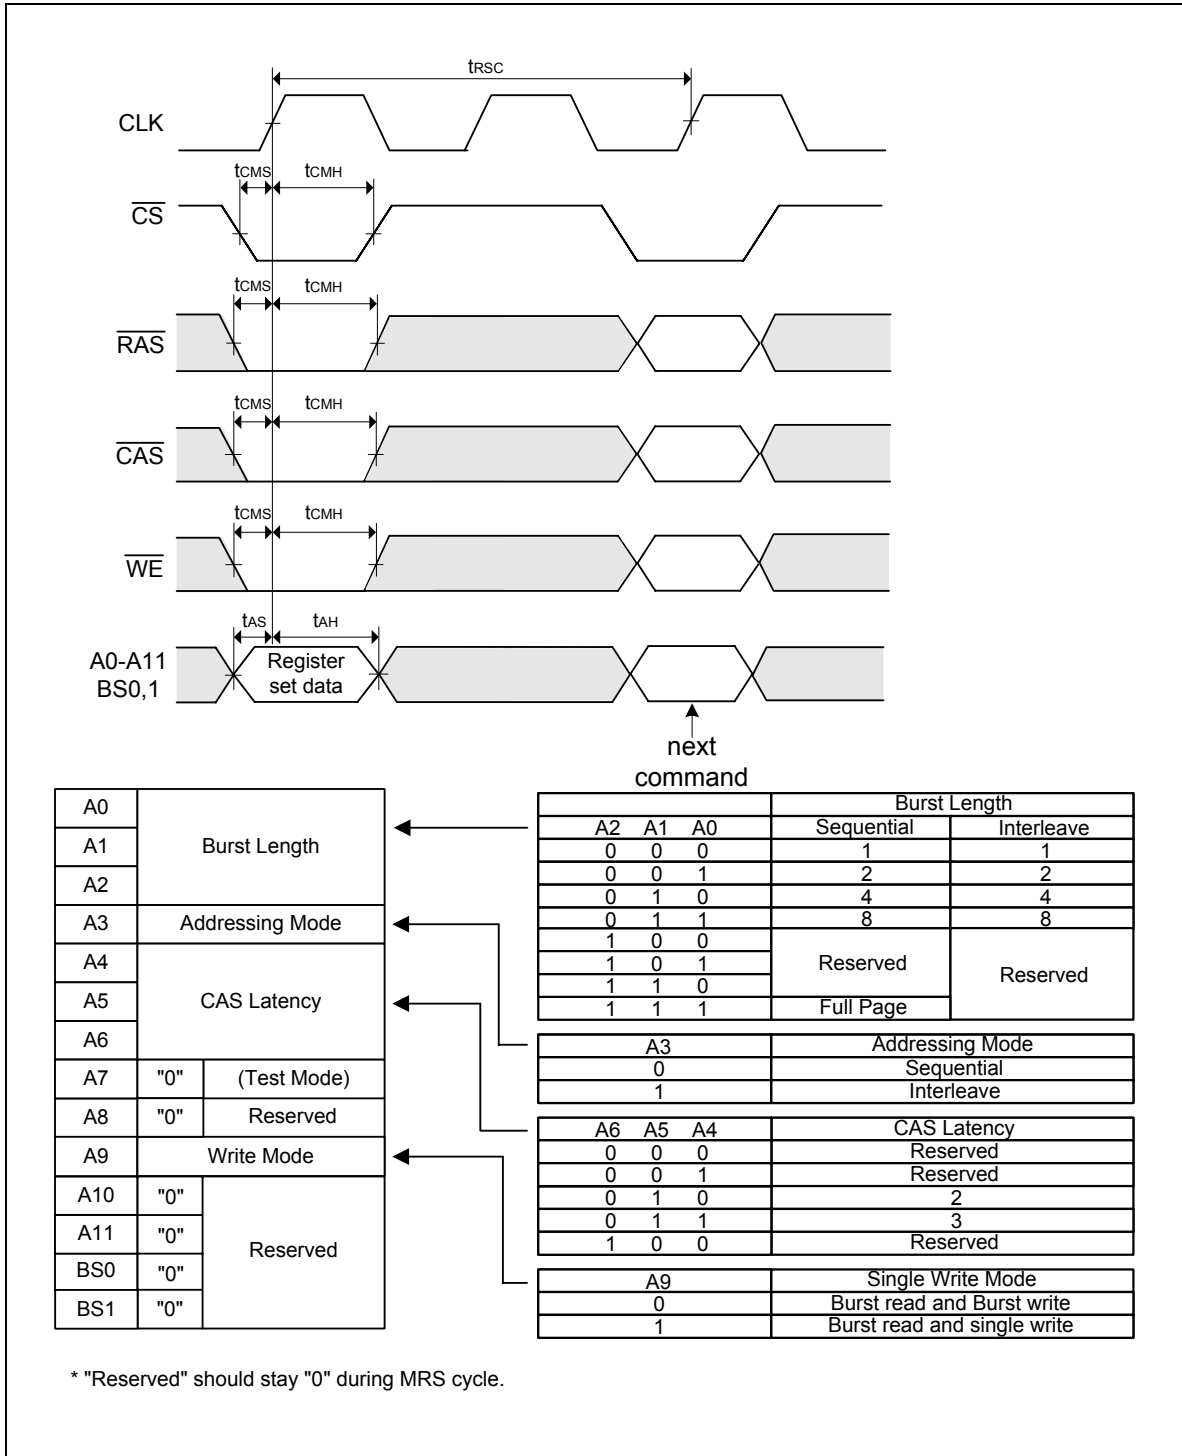 tRSC
CLK
tCMS tCMH
CS
tCMS tCMH
RAS
tCMS tCMH
CAS
tCMS tCMH
WE
tAS tAH
A0-A11
BS0,1
Register
set data
next
command
A0
A1
A2
Burst Length
A3 Addressing Mode
A4
A5
A6
CAS Latency
A7 "0" (Test Mode)
A8 "0" Reserved
A9 Write Mode
A10 "0"
A11 "0"
BS0 "0"
BS1 "0"
Reserved
Burst Length
A2 A1 A0 Sequential Interleave
0 0 0 1 1
0 0 1 2 2
0 1 0 4 4
0 1 1 8 8
1 0 0
1 0 1 Reserved
1 1 0
1 1 1 Full Page
Reserved
A3 Addressing Mode
0 Sequential
1 Interleave
A6 A5 A4 CAS Latency
0 0 0 Reserved
0 0 1 Reserved
0 1 0 2
0 1 1 3
1 0 0 Reserved
A9 Single Write Mode
0 Burst read and Burst write
1 Burst read and single write
* "Reserved" should stay "0" during MRS cycle.